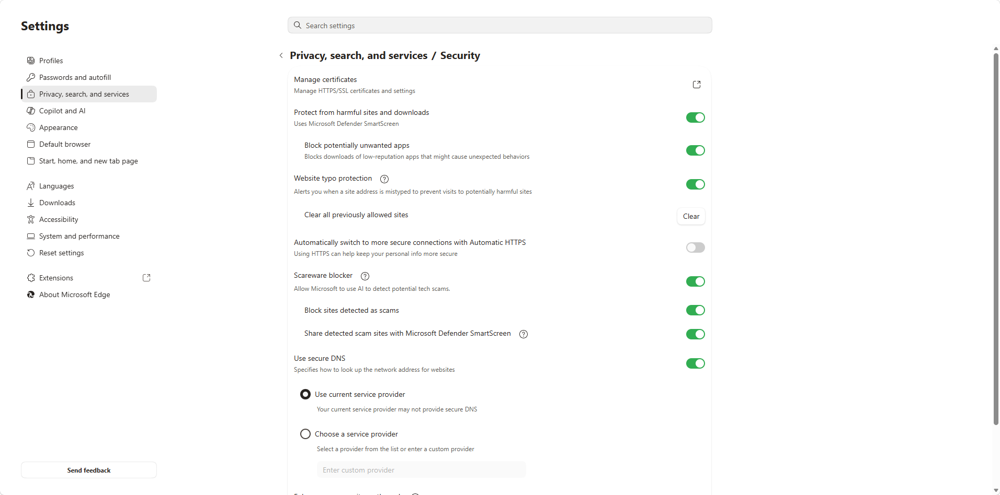 Settings
Search settings
Profiles
Passwords and autofill
Privacy, search, and services
Copilot and AI
Appearance
Default browser
Start, home, and new tab page
Languages
Downloads
Accessibility
System and performance
Reset settings
Extensions
About Microsoft Edge
Send feedback
Privacy, search, and services / Security
Manage certificates
Manage HTTPS/SSL certificates and settings
Protect from harmful sites and downloads
Uses Microsoft Defender SmartScreen
Block potentially unwanted apps
Blocks downloads of low-reputation apps that might cause unexpected behaviors
Website typo protection
Alerts you when a site address is mistyped to prevent visits to potentially harmful sites
Clear all previously allowed sites
Clear
Automatically switch to more secure connections with Automatic HTTPS
Using HTTPS can help keep your personal info more secure
Scareware blocker
Allow Microsoft to use AI to detect potential tech scams.
Block sites detected as scams
Share detected scam sites with Microsoft Defender SmartScreen
Use secure DNS
Specifies how to look up the network address for websites
Use current service provider
Your current service provider may not provide secure DNS
Choose a service provider
Select a provider from the list or enter a custom provider
Enter custom provider